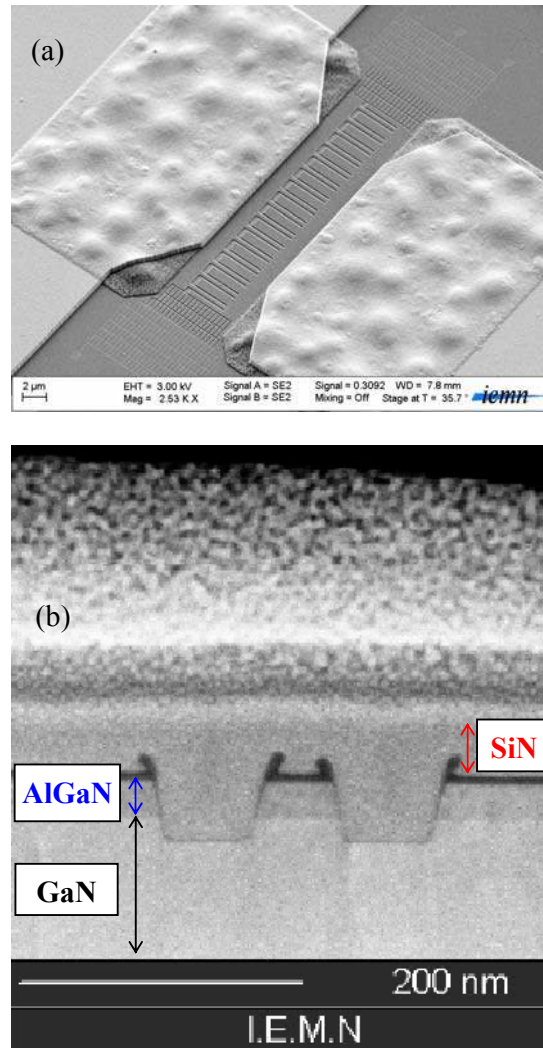 (a)
2 µm
EHT = 3.00 kV Signal A = SE2 Signal = 0.3092 WD = 7.8 mm
Mag = 2.53 K X Signal B = SE2 Mixing = Off Stage at T = 35.7 °
iemn
(b)
SiN
AlGaN
GaN
200 nm
I.E.M.N